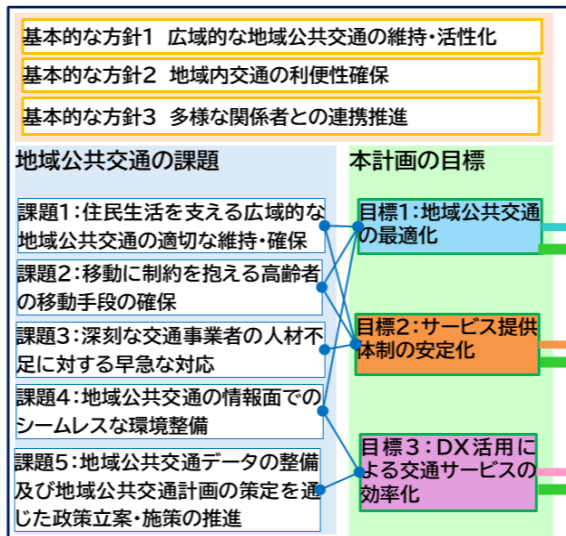 基本的な方針1 広域的な地域公共交通の維持・活性化
基本的な方針2 地域内交通の利便性確保
基本的な方針3 多様な関係者との連携推進
地域公共交通の課題
課題1：住民生活を支える広域的な
地域公共交通の適切な維持・確保
課題2：移動に制約を抱える高齢者
の移動手段の確保
課題3：深刻な交通事業者の人材不
足に対する早急な対応
課題4：地域公共交通の情報面での
シームレスな環境整備
課題5：地域公共交通データの整備
及び地域公共交通計画の策定を通
じた政策立案・施策の推進
本計画の目標
目標1：地域公共交通
の最適化
目標2：サービス提供
体制の安定化
目標3：DX活用に
よる交通サービスの
効率化